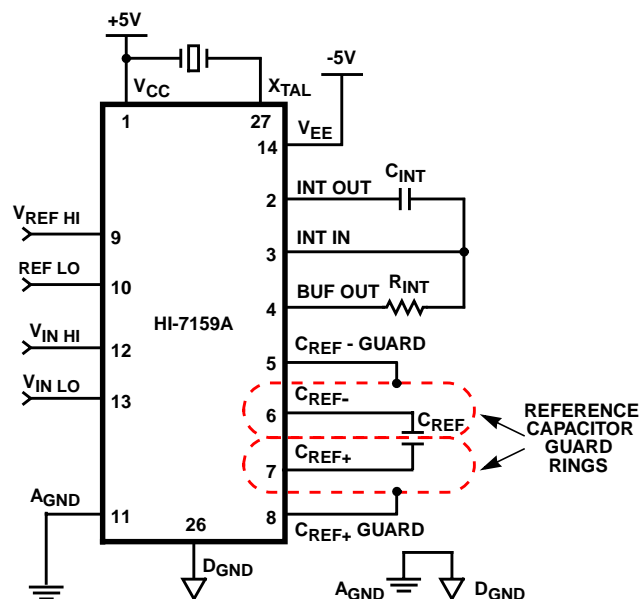 +5V
-5V
VCC
XTAL
1
27
VEE
14
CINT
INT OUT
2
VREF HI
9
INT IN
3
REF LO
10
RINT
BUF OUT
4
HI-7159A
VIN HI
12
CREF - GUARD
5
VIN LO
13
CREF-
6
CREF
REFERENCE
CAPACITOR
GUARD
RINGS
CREF+
7
AGND
11
26
8
CREF+ GUARD
DGND
AGND
DGND